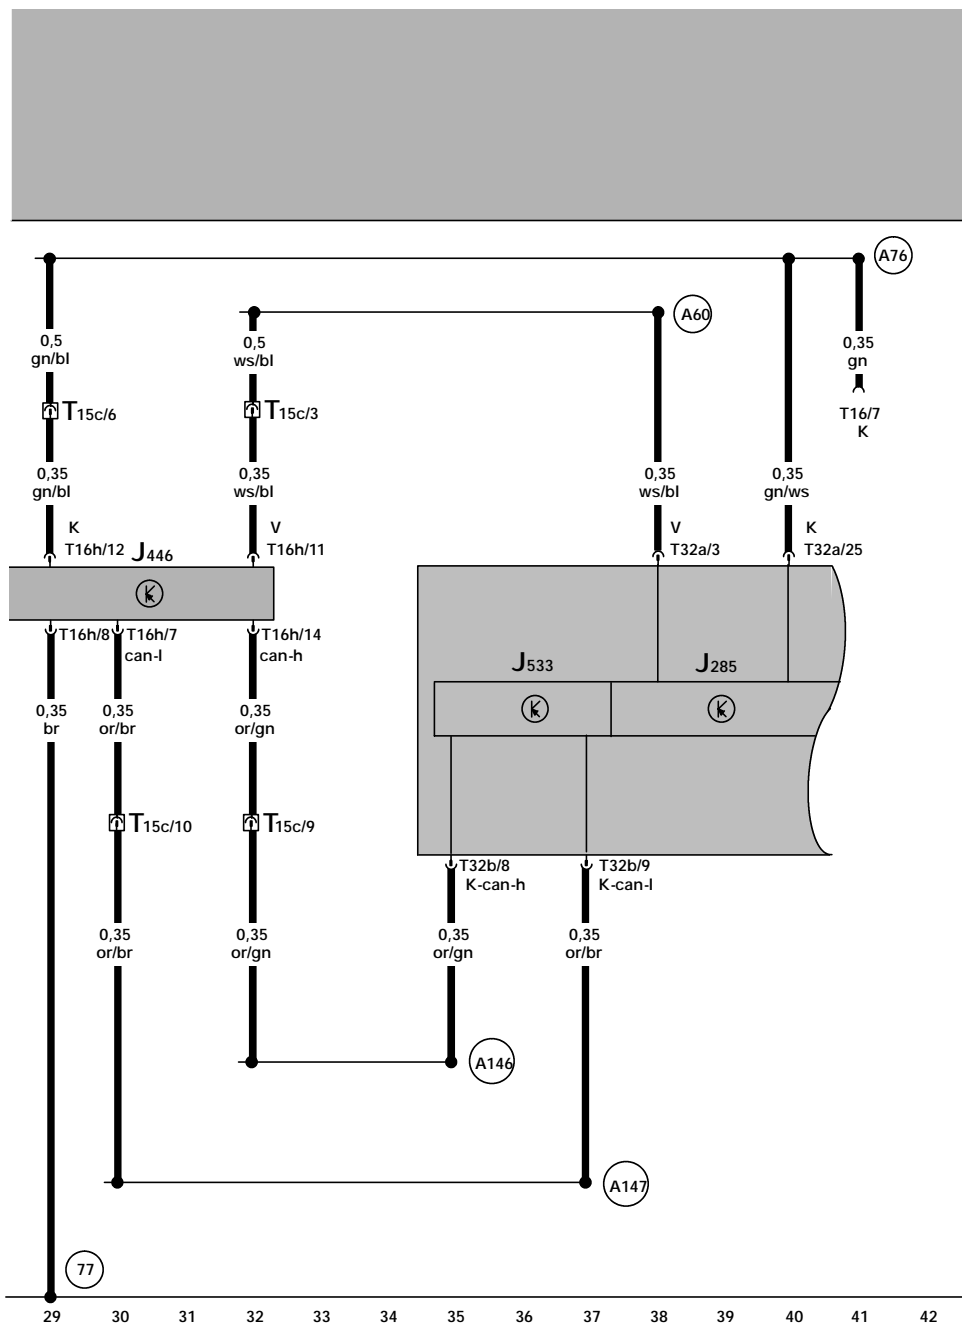 A76
A60
0,5
gn/bl
0,5
ws/bl
0,35
gn
T15c/6
T15c/3
T16/7
K
0,35
gn/bl
0,35
ws/bl
0,35
ws/bl
0,35
gn/ws
K
T16h/12
J446
V
T16h/11
V
T32a/3
K
T32a/25
T16h/8
T16h/7
can-l
T16h/14
can-h
J533
J285
0,35
br
0,35
or/br
0,35
or/gn
T15c/10
T15c/9
T32b/8
K-can-h
T32b/9
K-can-l
0,35
or/br
0,35
or/gn
0,35
or/gn
0,35
or/br
A146
A147
77
29 30 31 32 33 34 35 36 37 38 39 40 41 42